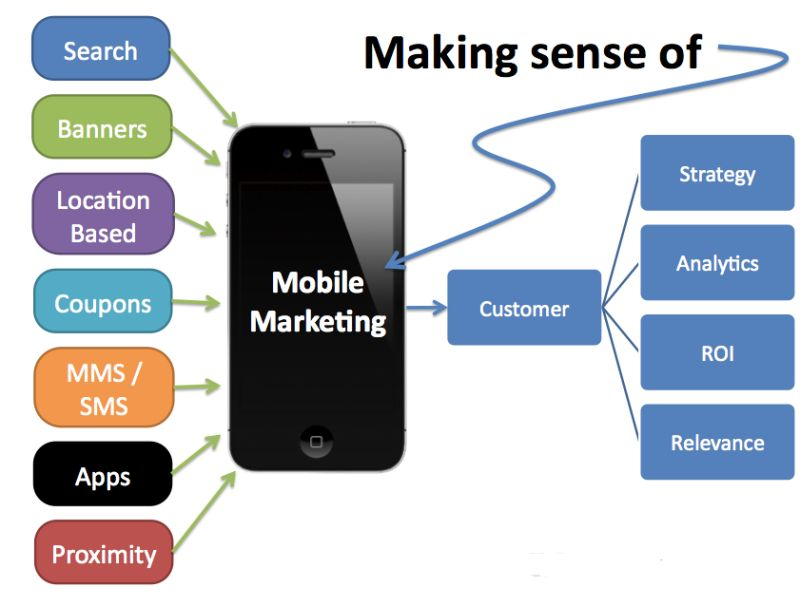 Making sense of
Search
Banners
Location
Based
Coupons
MMS /
SMS
Apps
Proximity
Mobile
Marketing
Customer
Strategy
Analytics
ROI
Relevance